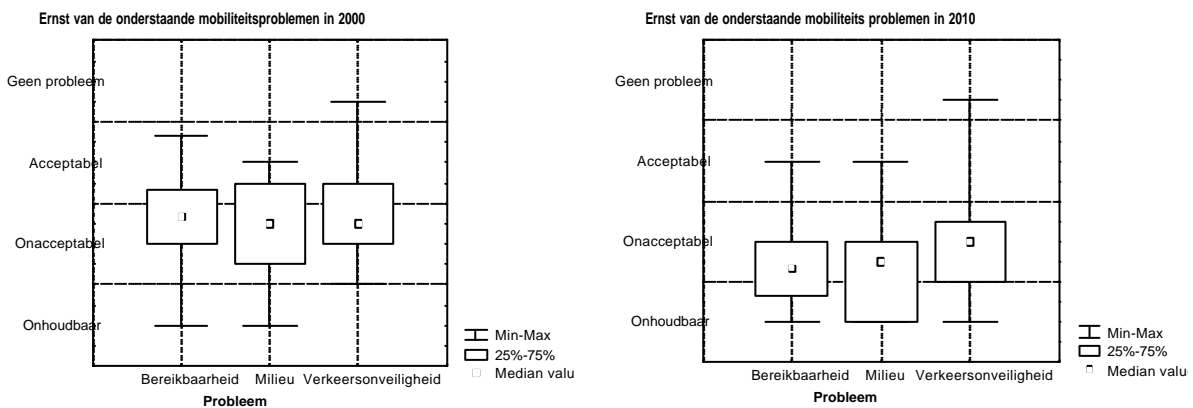 Ernst van de onderstaande mobiliteitsproblemen in 2000
Geen probleem
Acceptabel
Onacceptabel
Onhoudbaar
Bereikbaarheid Milieu Verkeersonveiligheid
Probleem
Min-Max
25%-75%
Median valu
Ernst van de onderstaande mobiliteits problemen in 2010
Geen probleem
Acceptabel
Onacceptabel
Onhoudbaar
Bereikbaarheid Milieu Verkeersonveiligheid
Probleem
Min-Max
25%-75%
Median valu